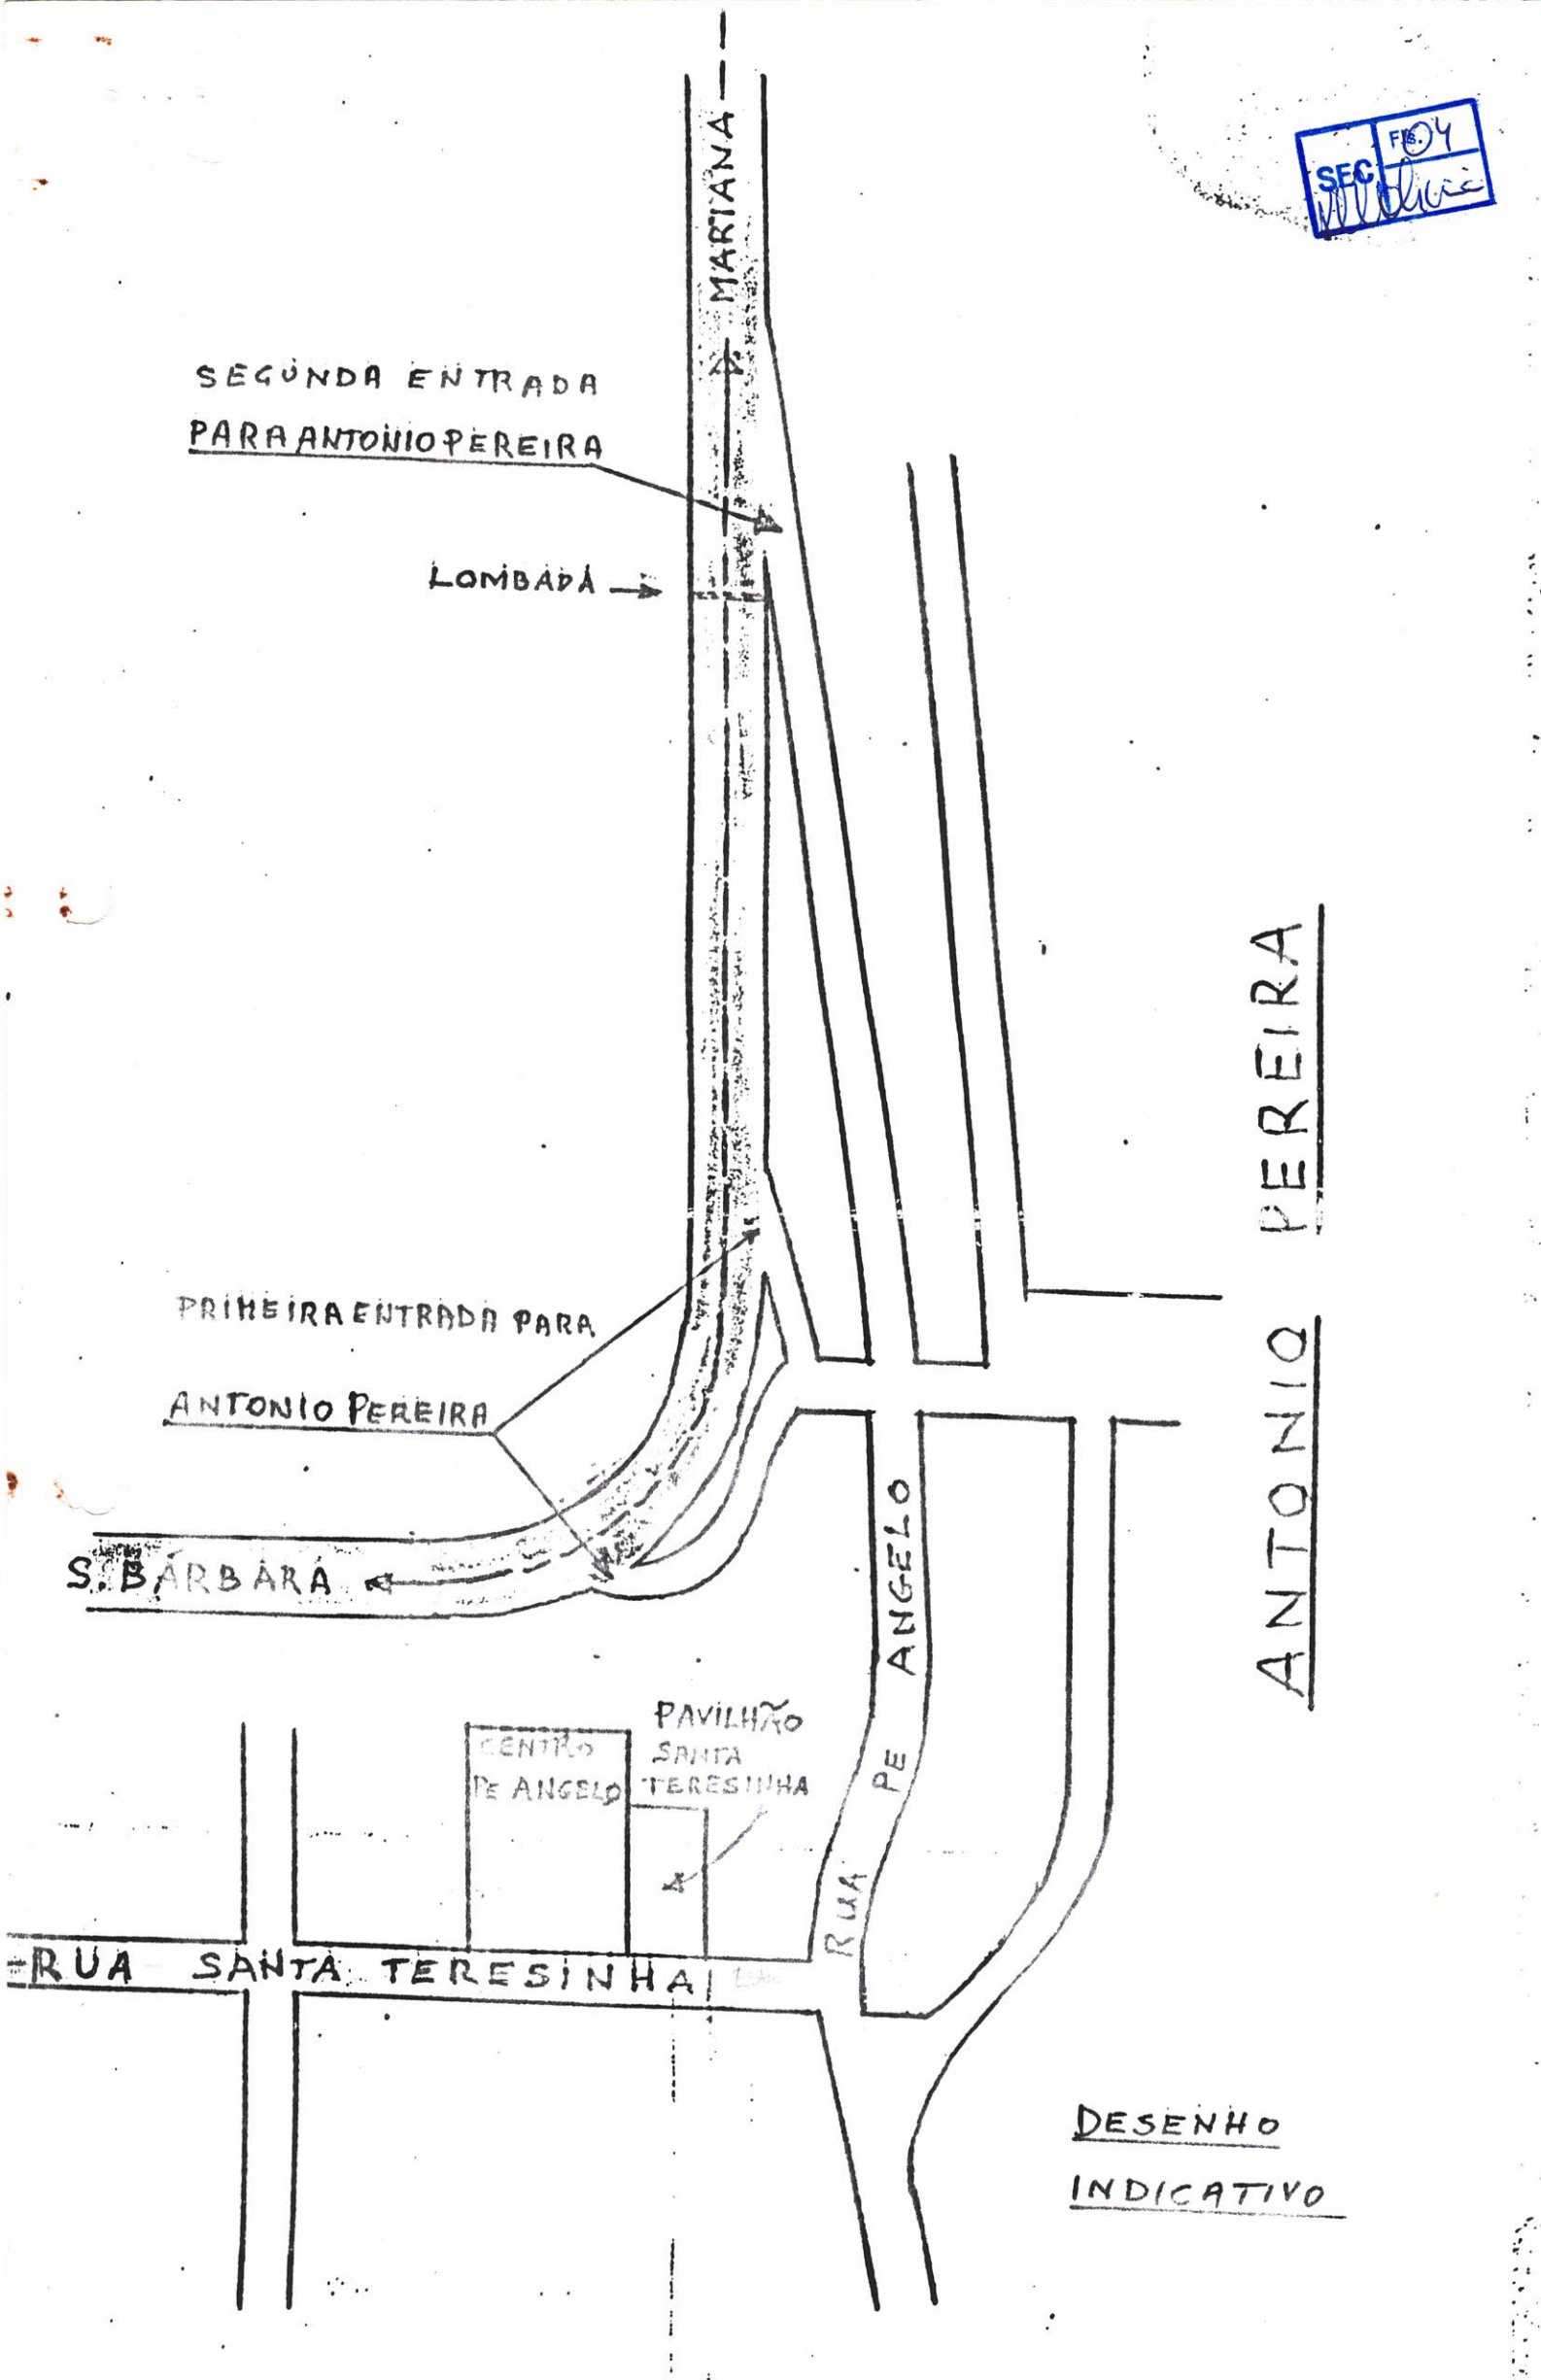 MARIANA
FLS. 04
SEC
SEGUNDA ENTRADA
PARA ANTONIO PEREIRA
LOMBADA
PRIMEIRA ENTRADA PARA
ANTONIO PEREIRA
S. BARBARA
ANTONIO PEREIRA
RUA PE ANGELO
PAVILHÃO
SANTA
TERESINHA
CENTRO
PE ANGELO
RUA SANTA TERESINHA
DESENHO
INDICATIVO